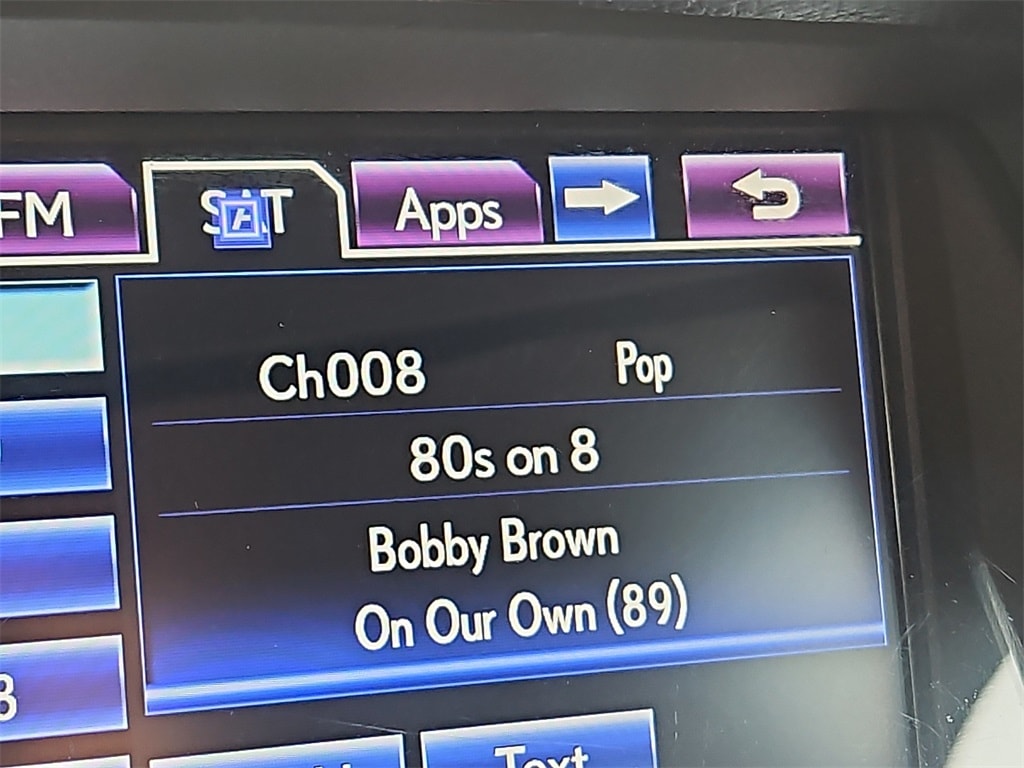 FM
SAT
Apps
Ch008 Pop
80s on 8
Bobby Brown
On Our Own (89)
Text